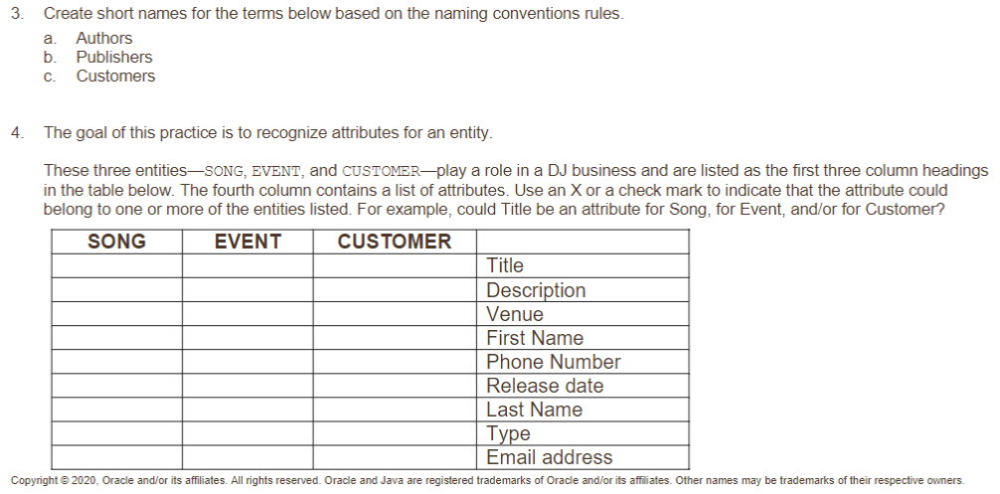 3. Create short names for the terms below based on the naming conventions rules.
a. Authors
b. Publishers
c. Customers
4. The goal of this practice is to recognize attributes for an entity.
These three entities—SONG, EVENT, and CUSTOMER—play a role in a DJ business and are listed as the first three column headings
in the table below. The fourth column contains a list of attributes. Use an X or a check mark to indicate that the attribute could
belong to one or more of the entities listed. For example, could Title be an attribute for Song, for Event, and/or for Customer?
SONG EVENT CUSTOMER
Title
Description
Venue
First Name
Phone Number
Release date
Last Name
Type
Email address
Copyright © 2020, Oracle and/or its affiliates. All rights reserved. Oracle and Java are registered trademarks of Oracle and/or its affiliates. Other names may be trademarks of their respective owners.